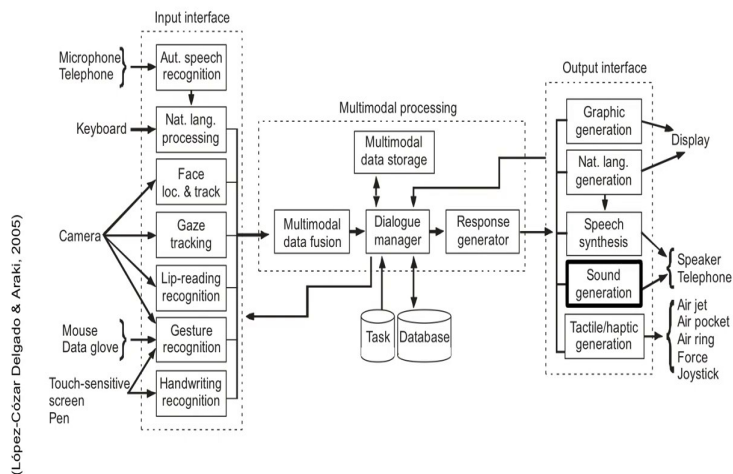 Input interface
Microphone
Telephone
Aut. speech
recognition
Keyboard
Nat. lang.
processing
Face
loc. & track
Camera
Gaze
tracking
Lip-reading
recognition
Mouse
Data glove
Gesture
recognition
Touch-sensitive
screen
Pen
Handwriting
recognition
Multimodal processing
Multimodal
data storage
Multimodal
data fusion
Dialogue
manager
Response
generator
Task
Database
Output interface
Graphic
generation
Nat. lang.
generation
Display
Speech
synthesis
Sound
generation
Speaker
Telephone
Tactile/haptic
generation
Air jet
Air pocket
Air ring
Force
Joystick
(López-Cózar Delgado & Araki, 2005)